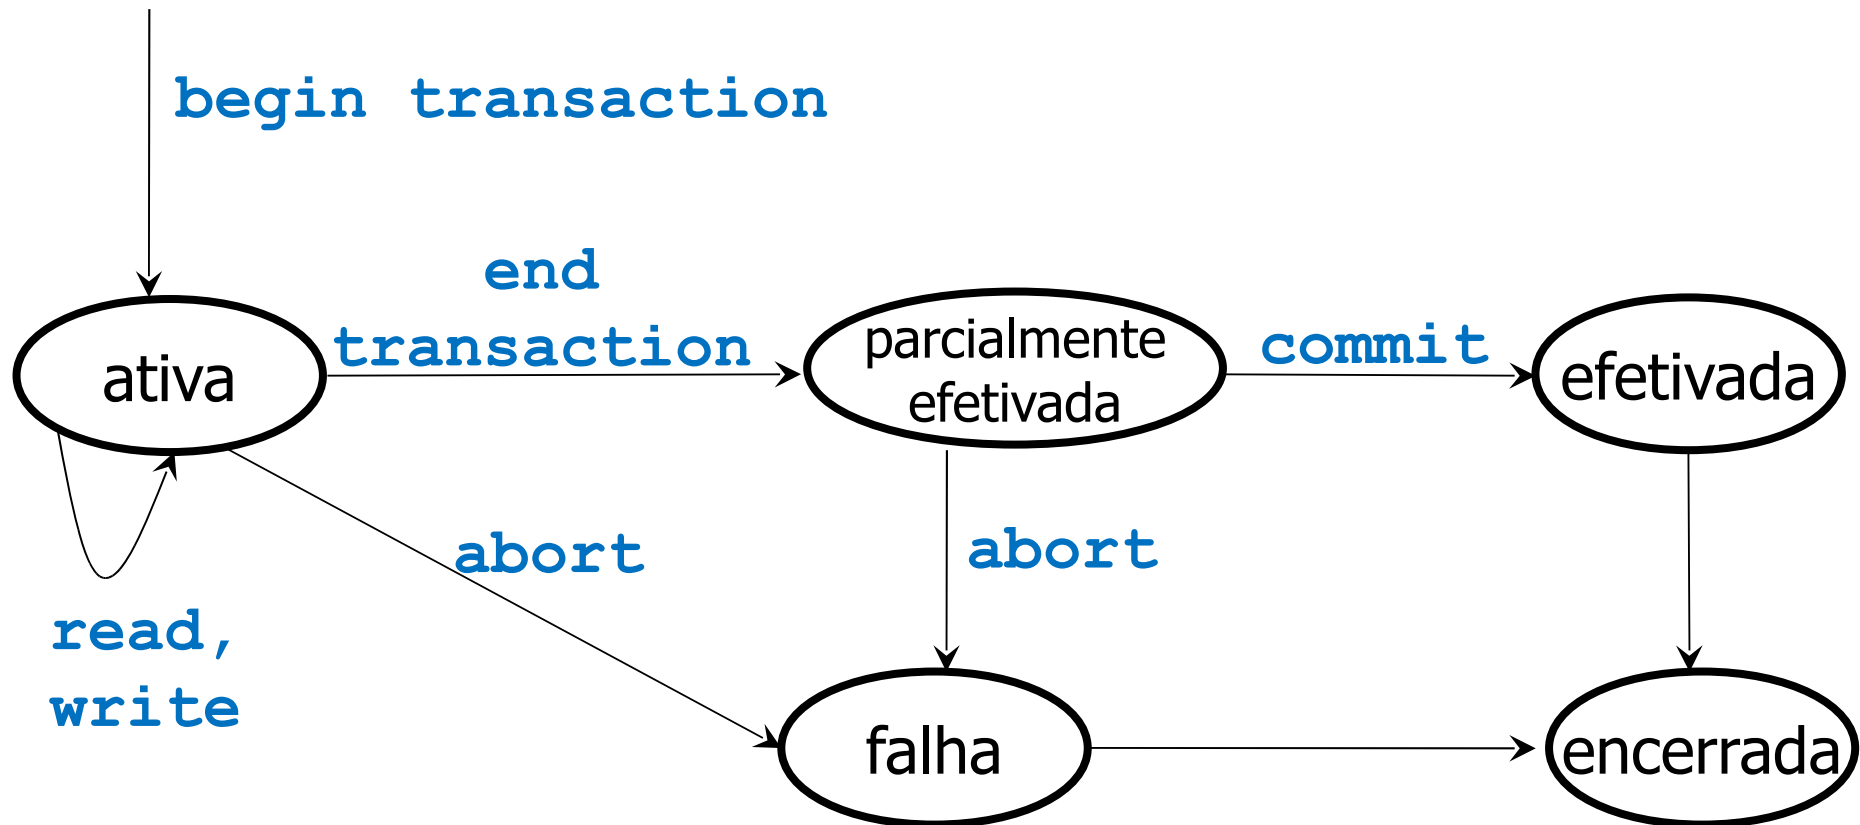 begin transaction
end
transaction
ativa
parcialmente
efetivada
commit
efetivada
abort
abort
read,
write
falha
encerrada